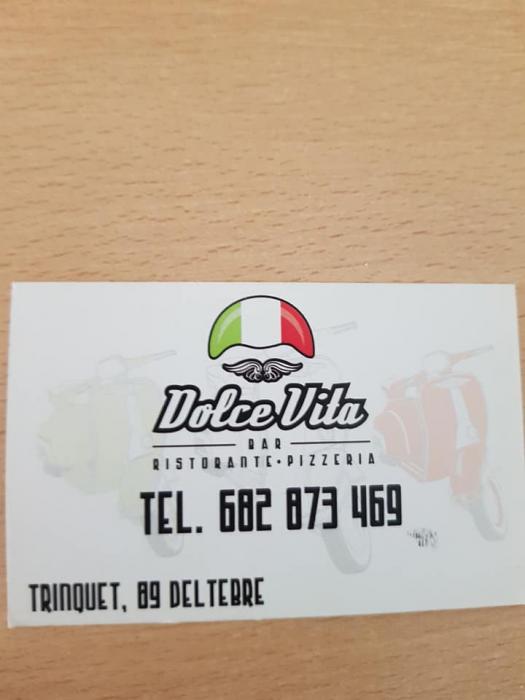 Dolce Vita
BAR
RISTORANTE • PIZZERIA
TEL. 682 873 469
TRINQUET, 89 DELTEBRE